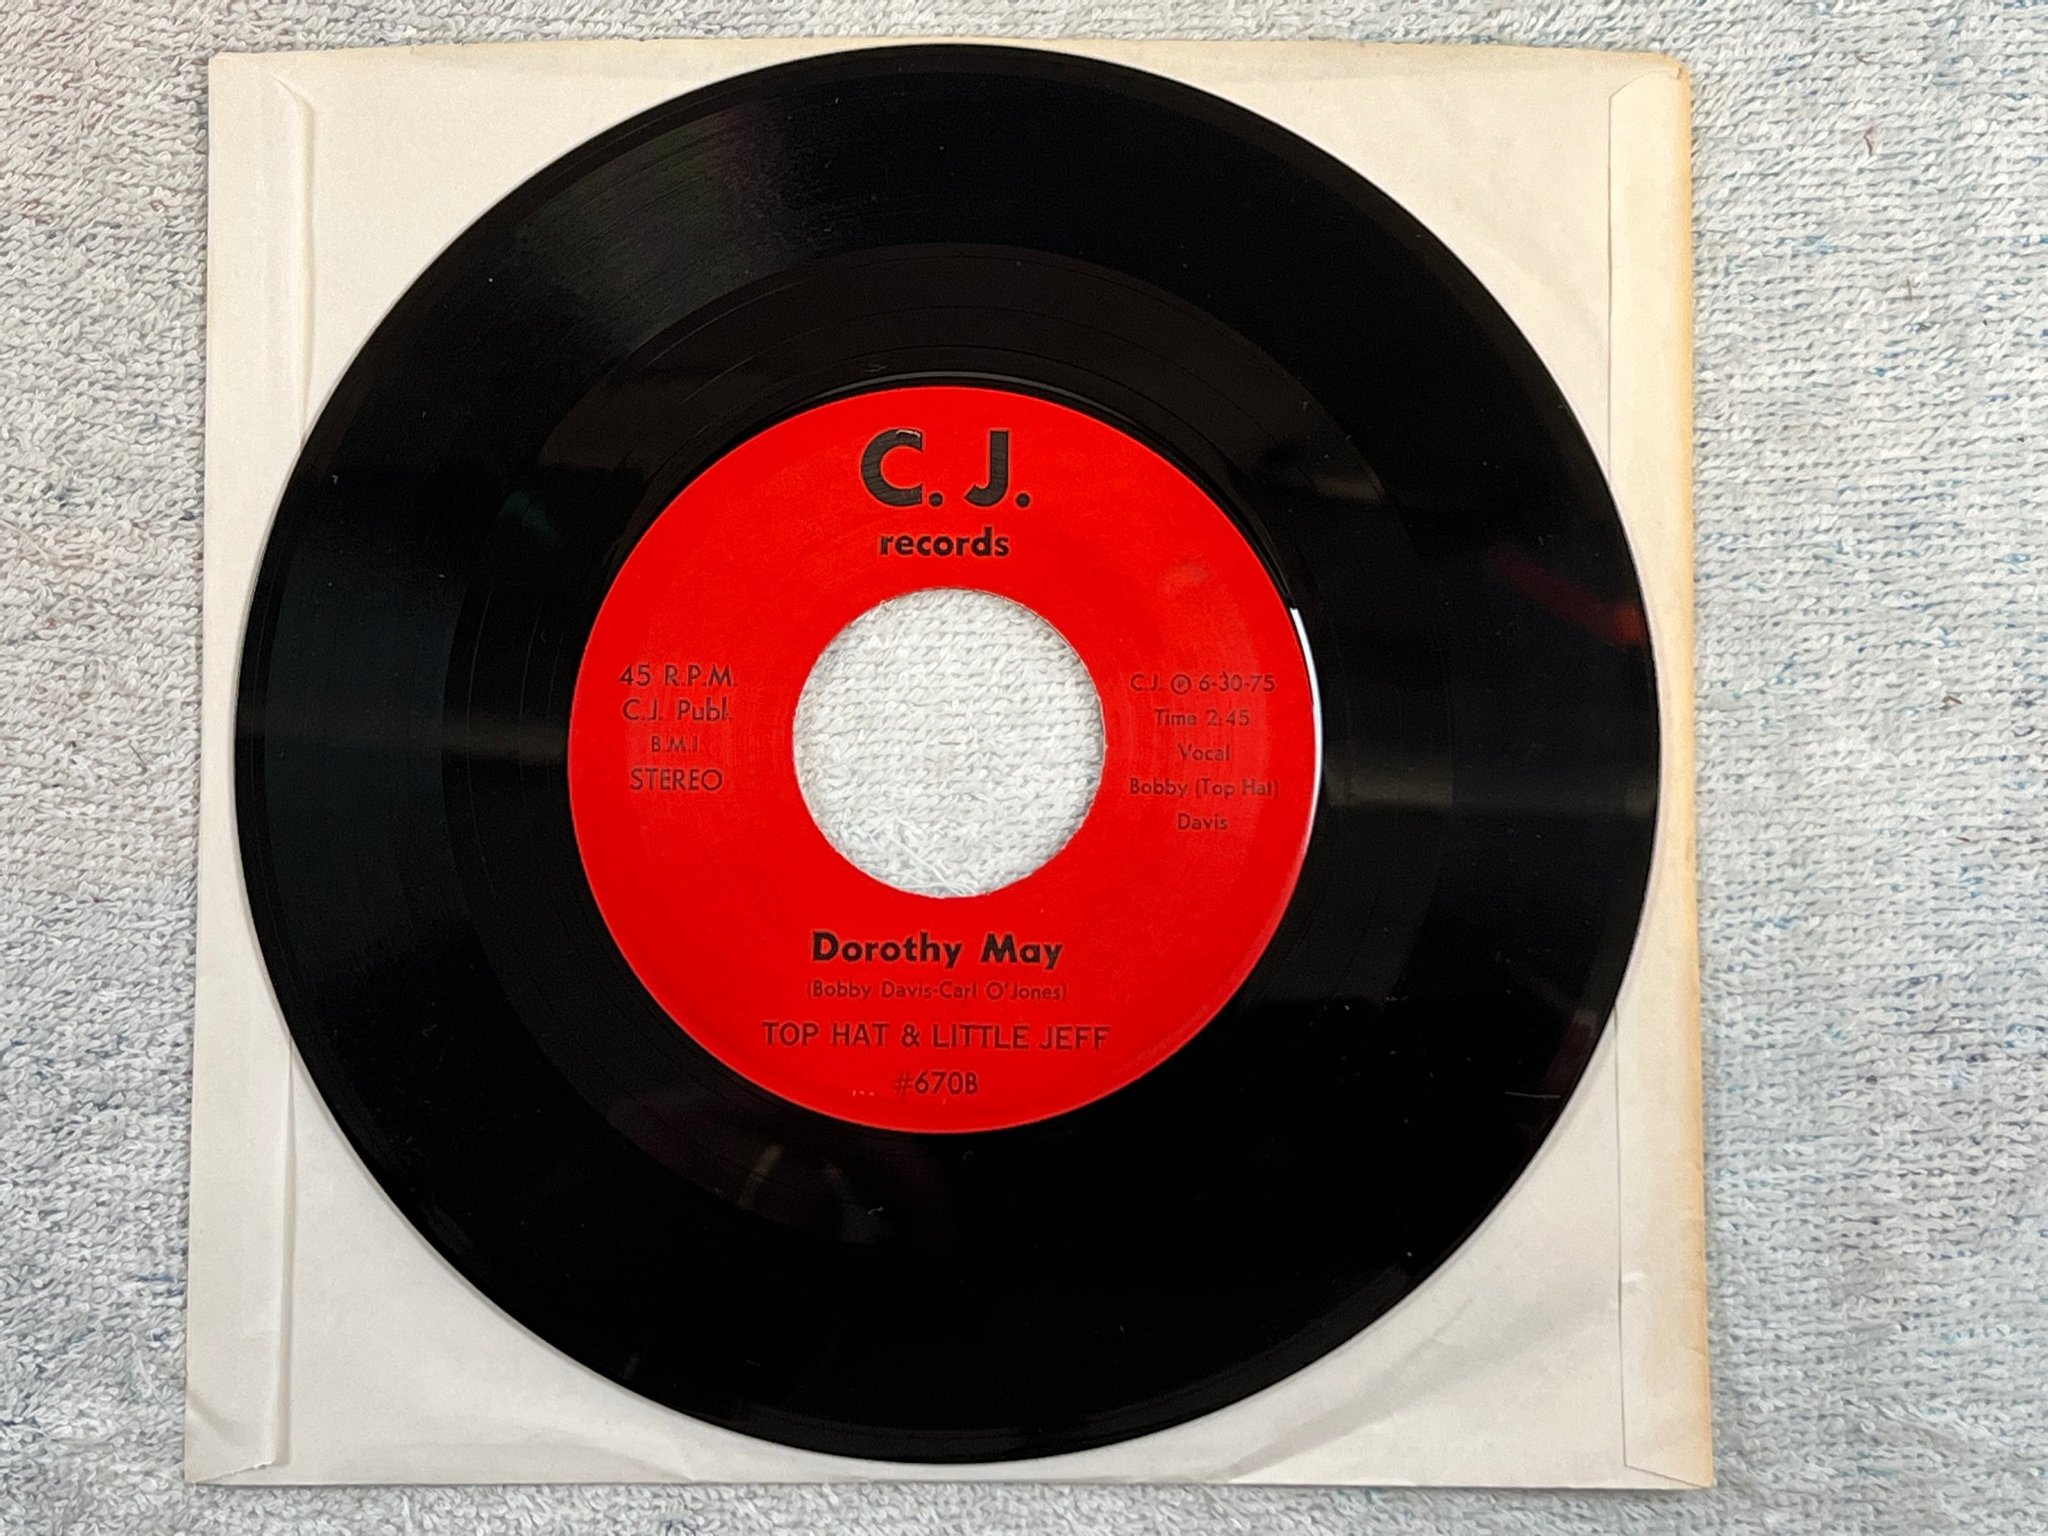 C. J.
records
45 R.P.M.
C.J. Publ.
B.M.I.
STEREO
C.J. ℗ 6-30-75
Time 2:45
Vocal
Bobby (Top Hat)
Davis
Dorothy May
(Bobby Davis-Carl O'Jones)
TOP HAT & LITTLE JEFF
#670B